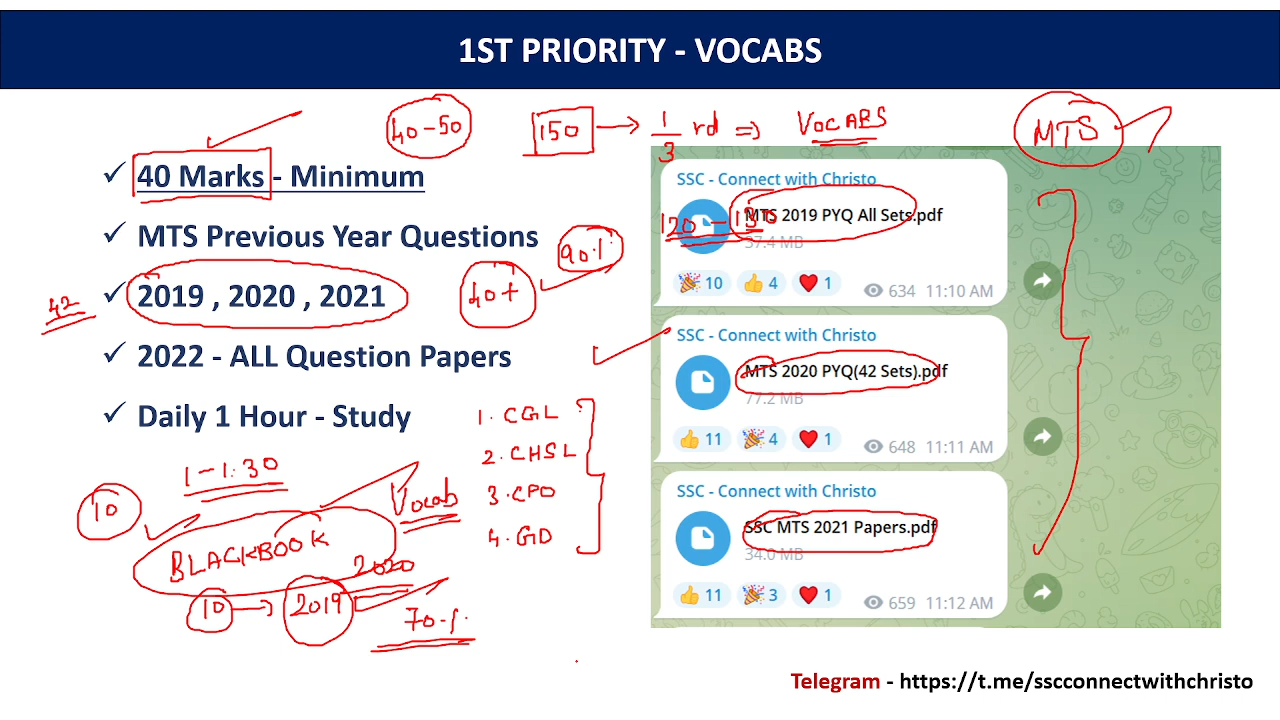 1ST PRIORITY - VOCABS
40-50
150 → 1/3 rd ⇒ VOCABS
MTS
✓ 40 Marks - Minimum
✓ MTS Previous Year Questions
90%
✓ 2019 , 2020 , 2021
42
40+
✓ 2022 - ALL Question Papers
✓ Daily 1 Hour - Study
1 - 1:30
10
Vocab
BLACKBOOK
2020
10 → 2019
70%
1. CGL
2. CHSL
3. CPO
4. GD
SSC - Connect with Christo
MTS 2019 PYQ All Sets.pdf
120 - 130
37.4 MB
10 4 1 634 11:10 AM
SSC - Connect with Christo
MTS 2020 PYQ(42 Sets).pdf
77.2 MB
11 4 1 648 11:11 AM
SSC - Connect with Christo
SSC MTS 2021 Papers.pdf
34.0 MB
11 3 1 659 11:12 AM
Telegram - https://t.me/sscconnectwithchristo